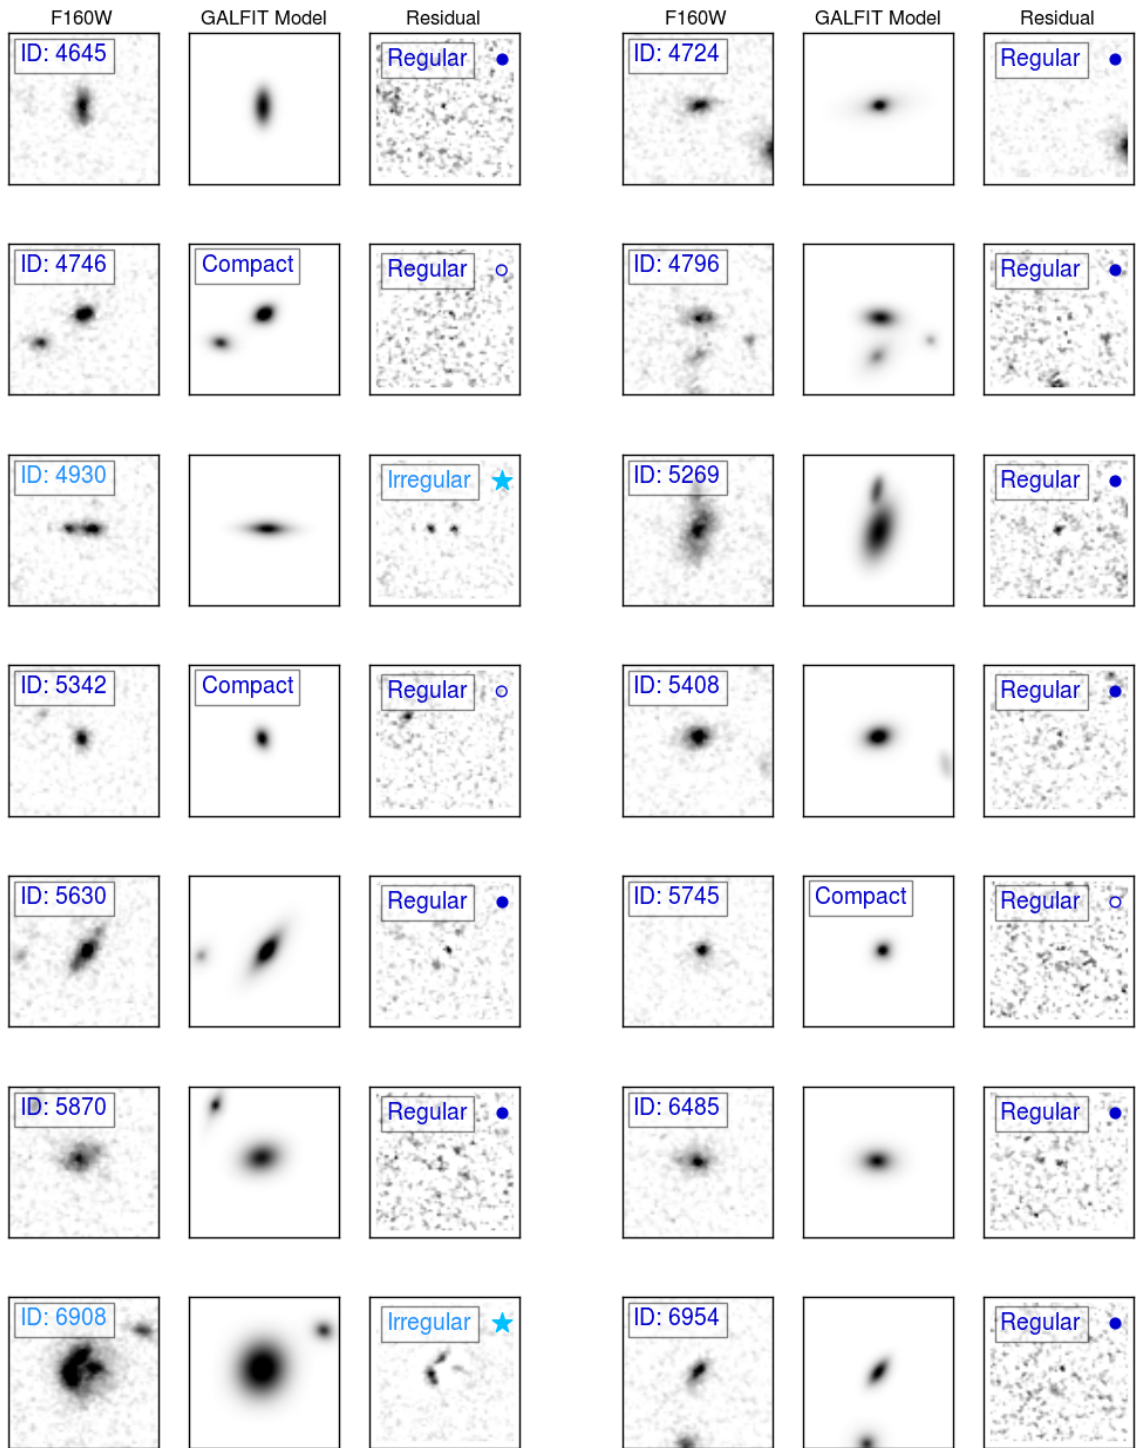 F160W GALFIT Model Residual F160W GALFIT Model Residual
ID: 4645 Regular ID: 4724 Regular
ID: 4746 Compact Regular ID: 4796 Regular
ID: 4930 Irregular ID: 5269 Regular
ID: 5342 Compact Regular ID: 5408 Regular
ID: 5630 Regular ID: 5745 Compact Regular
ID: 5870 Regular ID: 6485 Regular
ID: 6908 Irregular ID: 6954 Regular